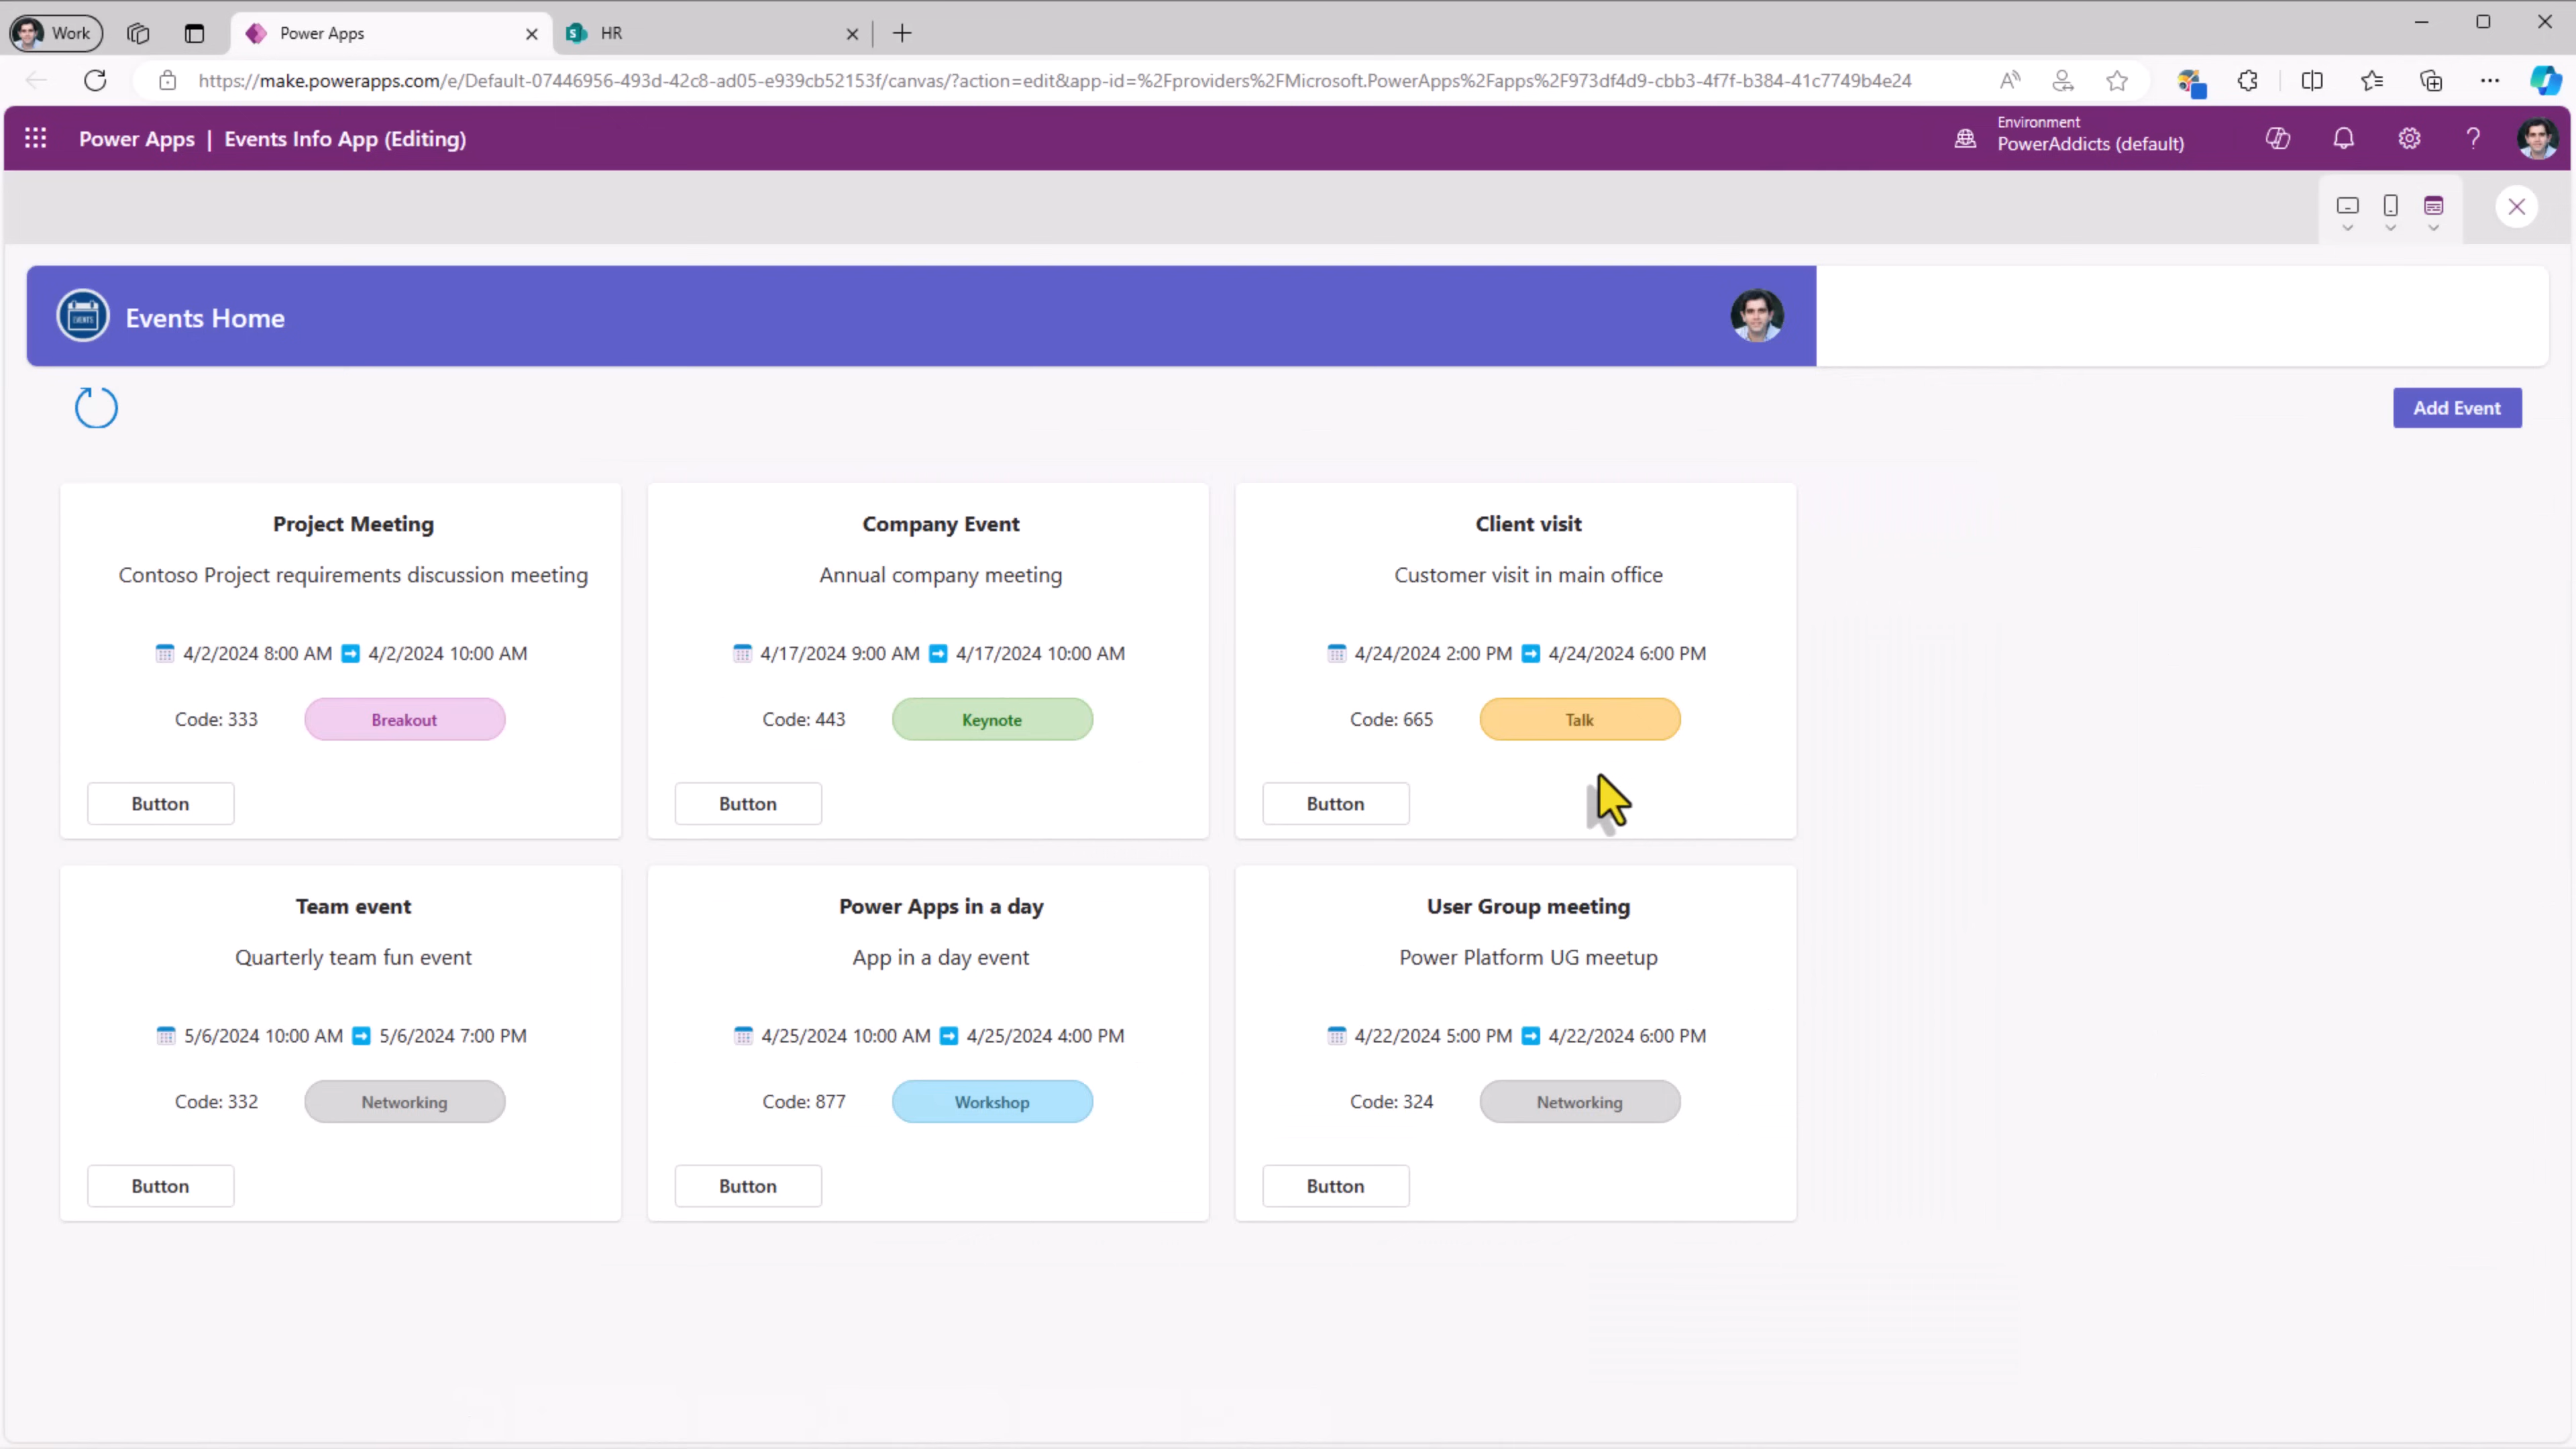 Work
Power Apps
HR
https://make.powerapps.com/e/Default-07446956-493d-42c8-ad05-e939cb52153f/canvas/?action=edit&app-id=%2Fproviders%2FMicrosoft.PowerApps%2Fapps%2F973df4d9-cbb3-4f7f-b384-41c7749b4e24
Power Apps | Events Info App (Editing)
Environment
PowerAddicts (default)
EVENTS
Events Home
Add Event
Project Meeting
Contoso Project requirements discussion meeting
4/2/2024 8:00 AM ➡ 4/2/2024 10:00 AM
Code: 333
Breakout
Button
Company Event
Annual company meeting
4/17/2024 9:00 AM ➡ 4/17/2024 10:00 AM
Code: 443
Keynote
Button
Client visit
Customer visit in main office
4/24/2024 2:00 PM ➡ 4/24/2024 6:00 PM
Code: 665
Talk
Button
Team event
Quarterly team fun event
5/6/2024 10:00 AM ➡ 5/6/2024 7:00 PM
Code: 332
Networking
Button
Power Apps in a day
App in a day event
4/25/2024 10:00 AM ➡ 4/25/2024 4:00 PM
Code: 877
Workshop
Button
User Group meeting
Power Platform UG meetup
4/22/2024 5:00 PM ➡ 4/22/2024 6:00 PM
Code: 324
Networking
Button